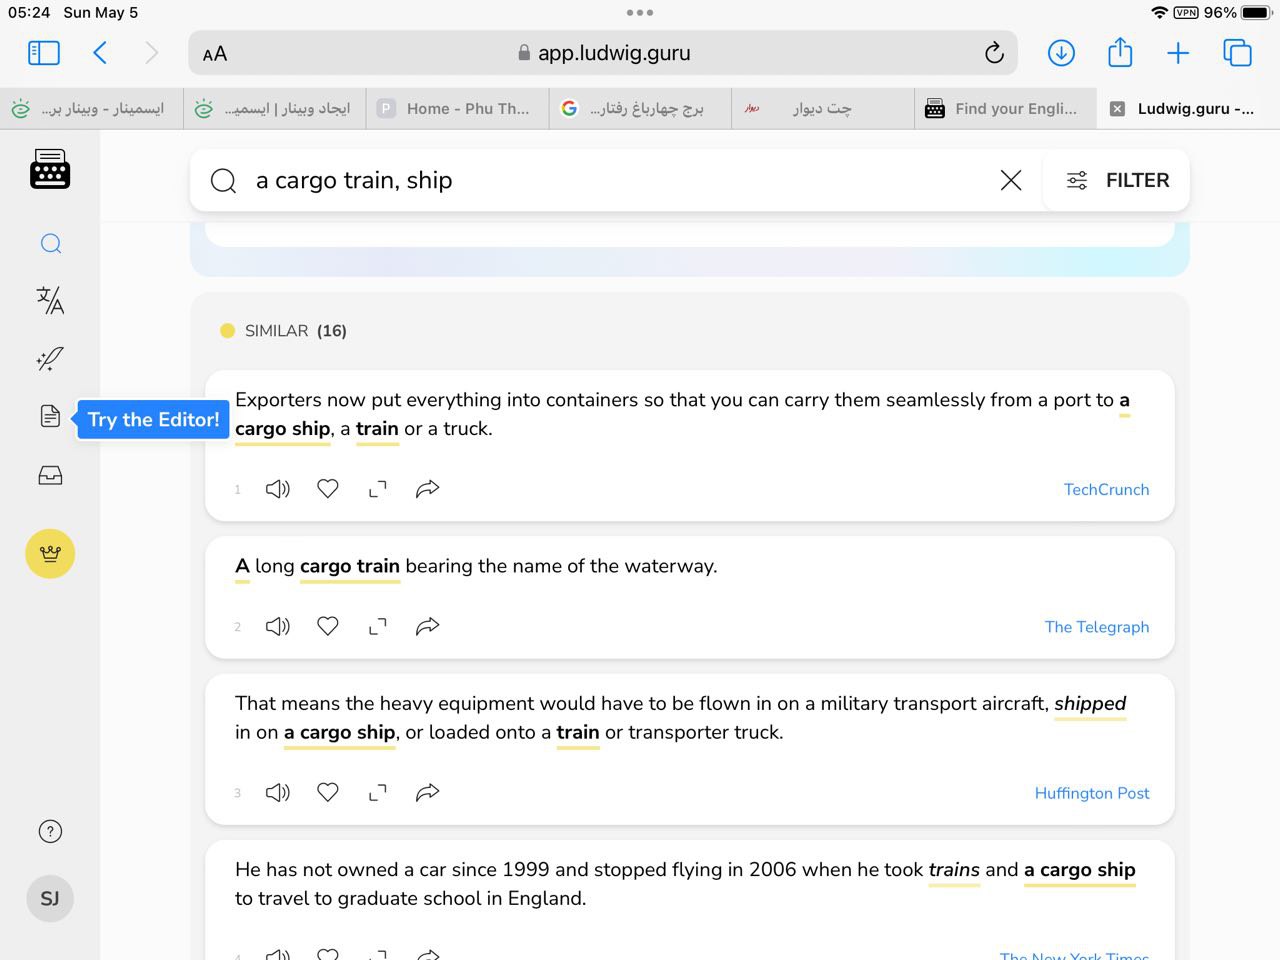 05:24 Sun May 5
VPN 96%
AA app.ludwig.guru
ایسمینار - وبینار بر...
ایجاد وبینار | ایسمیـ...
P Home - Phu Th...
برج چهارباغ رفتار...
چت دیوار
Find your Engli...
Ludwig.guru -...
a cargo train, ship
FILTER
SIMILAR (16)
Exporters now put everything into containers so that you can carry them seamlessly from a port to a
cargo ship, a train or a truck.
Try the Editor!
1
TechCrunch
A long cargo train bearing the name of the waterway.
2
The Telegraph
That means the heavy equipment would have to be flown in on a military transport aircraft, shipped
in on a cargo ship, or loaded onto a train or transporter truck.
3
Huffington Post
He has not owned a car since 1999 and stopped flying in 2006 when he took trains and a cargo ship
to travel to graduate school in England.
4
The New York Times
SJ